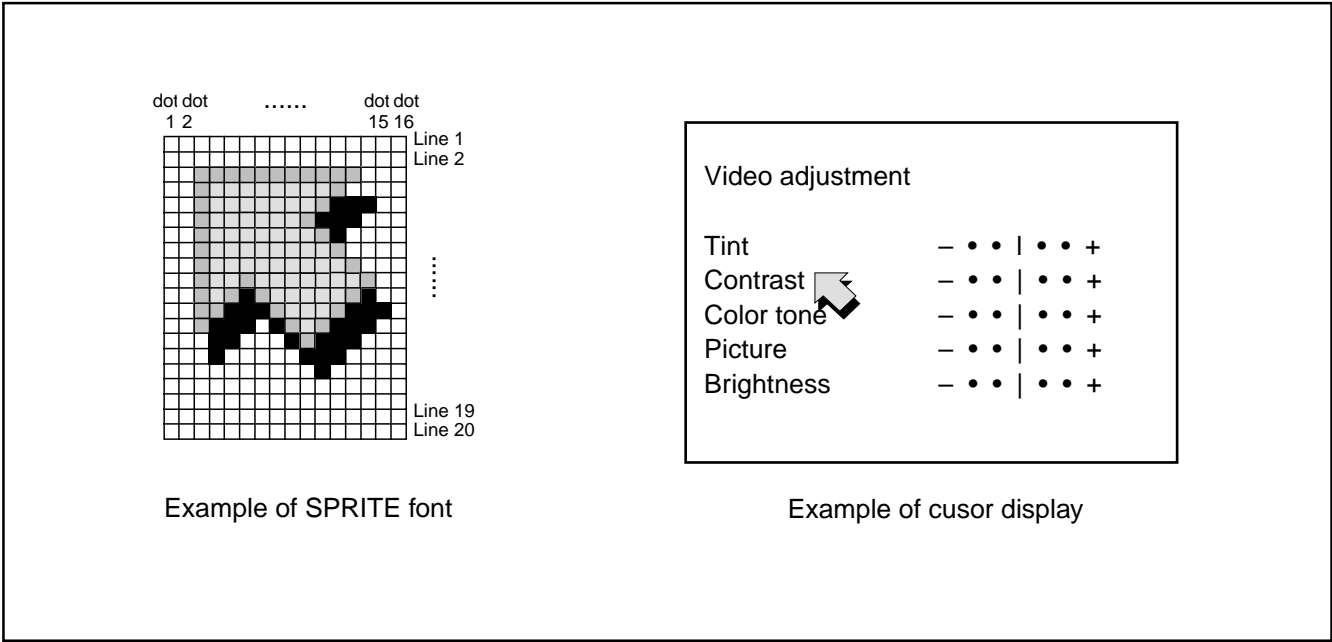 dot dot ...... dot dot
1 2 15 16
Line 1
Line 2
Line 19
Line 20
Example of SPRITE font
Video adjustment
Tint – • • | • • +
Contrast – • • | • • +
Color tone – • • | • • +
Picture – • • | • • +
Brightness – • • | • • +
Example of cusor display